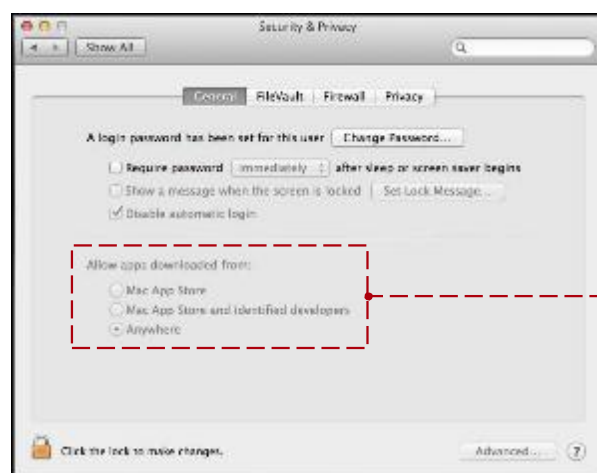 Security & Privacy
Show All
General FileVault Firewall Privacy
A login password has been set for this user Change Password...
Require password immediately after sleep or screen saver begins
Show a message when the screen is locked Set Lock Message...
Disable automatic login
Allow apps downloaded from:
Mac App Store
Mac App Store and identified developers
Anywhere
Click the lock to make changes.
Advanced... ?